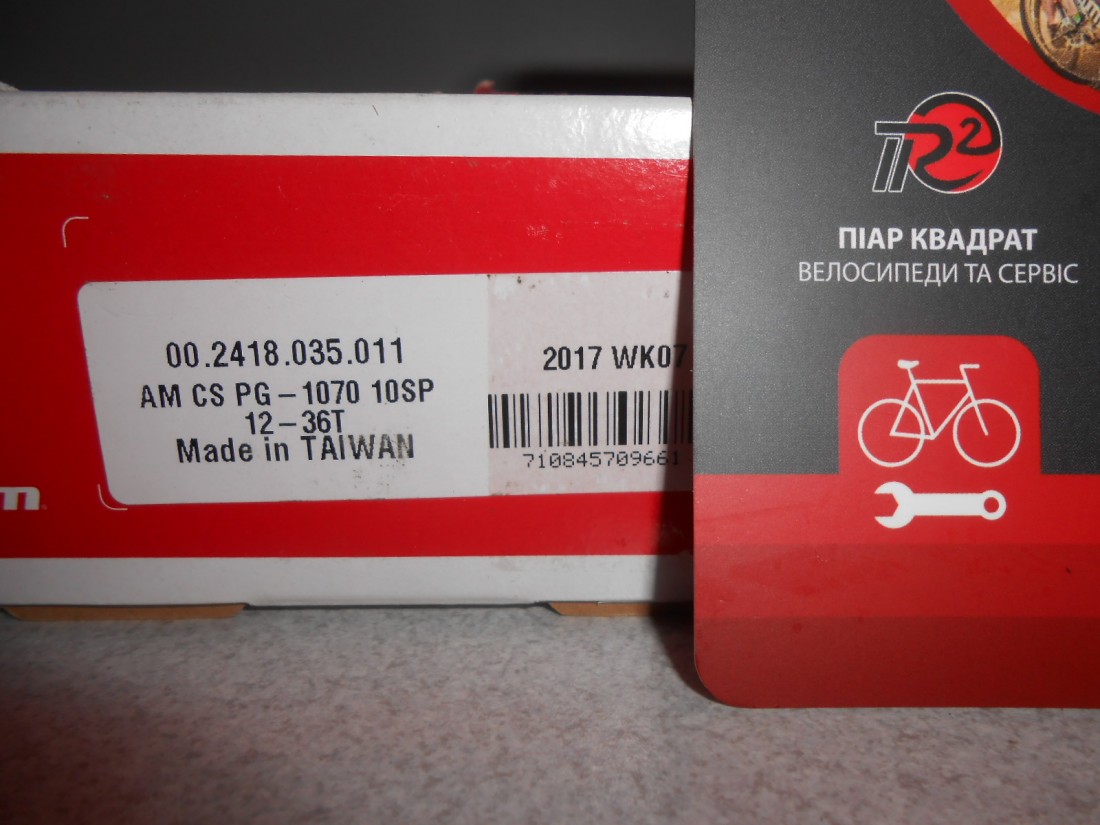 00.2418.035.011
AM CS PG-1070 10SP
12-36T
Made in TAIWAN
2017 WK07
710845709661
m
R2
ПІАР КВАДРАТ
ВЕЛОСИПЕДИ ТА СЕРВІС